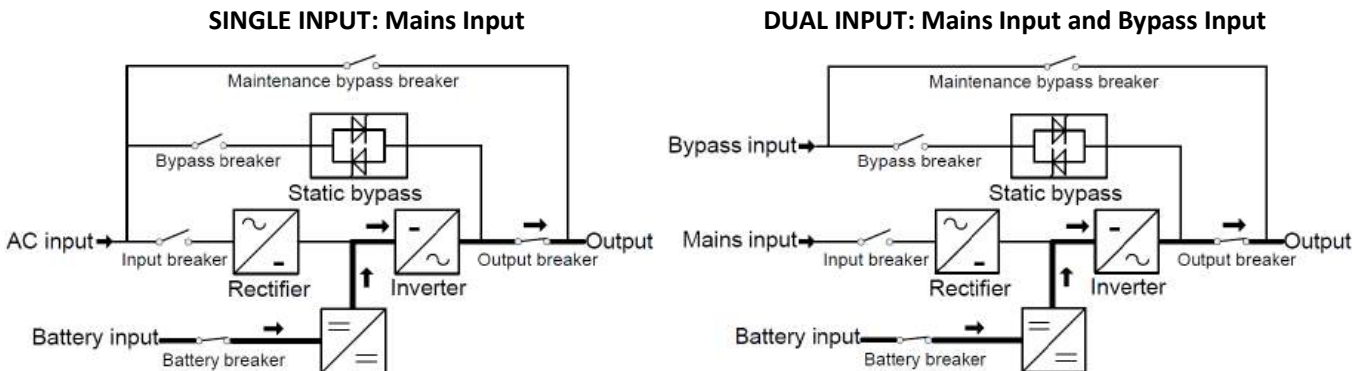 SINGLE INPUT: Mains Input
Maintenance bypass breaker
Bypass breaker
Static bypass
AC input
Input breaker
Rectifier
Inverter
Output breaker
Output
Battery input
Battery breaker
DUAL INPUT: Mains Input and Bypass Input
Maintenance bypass breaker
Bypass input
Bypass breaker
Static bypass
Mains input
Input breaker
Rectifier
Inverter
Output breaker
Output
Battery input
Battery breaker